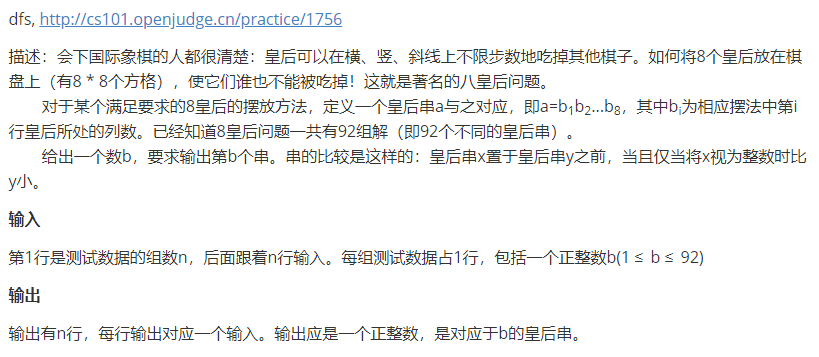 dfs, http://cs101.openjudge.cn/practice/1756
描述：会下国际象棋的人都很清楚：皇后可以在横、竖、斜线上不限步数地吃掉其他棋子。如何将8个皇后放在棋
盘上（有8 * 8个方格），使它们谁也不能被吃掉！这就是著名的八皇后问题。
对于某个满足要求的8皇后的摆放方法，定义一个皇后串a与之对应，即a=b1b2...b8，其中bi为相应摆法中第i
行皇后所处的列数。已经知道8皇后问题一共有92组解（即92个不同的皇后串）。
给出一个数b，要求输出第b个串。串的比较是这样的：皇后串x置于皇后串y之前，当且仅当将x视为整数时比
y小。
输入
第1行是测试数据的组数n，后面跟着n行输入。每组测试数据占1行，包括一个正整数b(1 ≤ b ≤ 92)
输出
输出有n行，每行输出对应一个输入。输出应是一个正整数，是对应于b的皇后串。